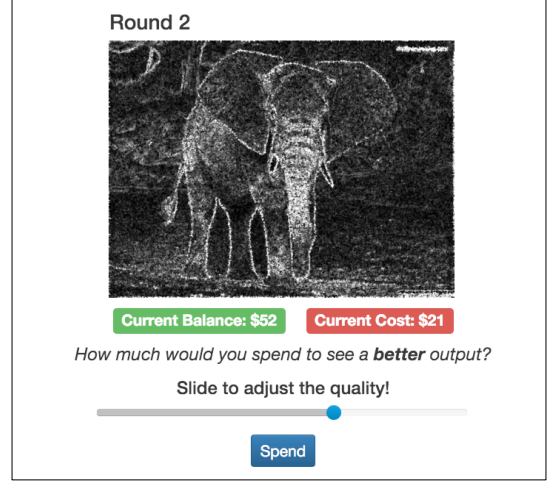 Round 2
Current Balance: $52 Current Cost: $21
How much would you spend to see a better output?
Slide to adjust the quality!
Spend